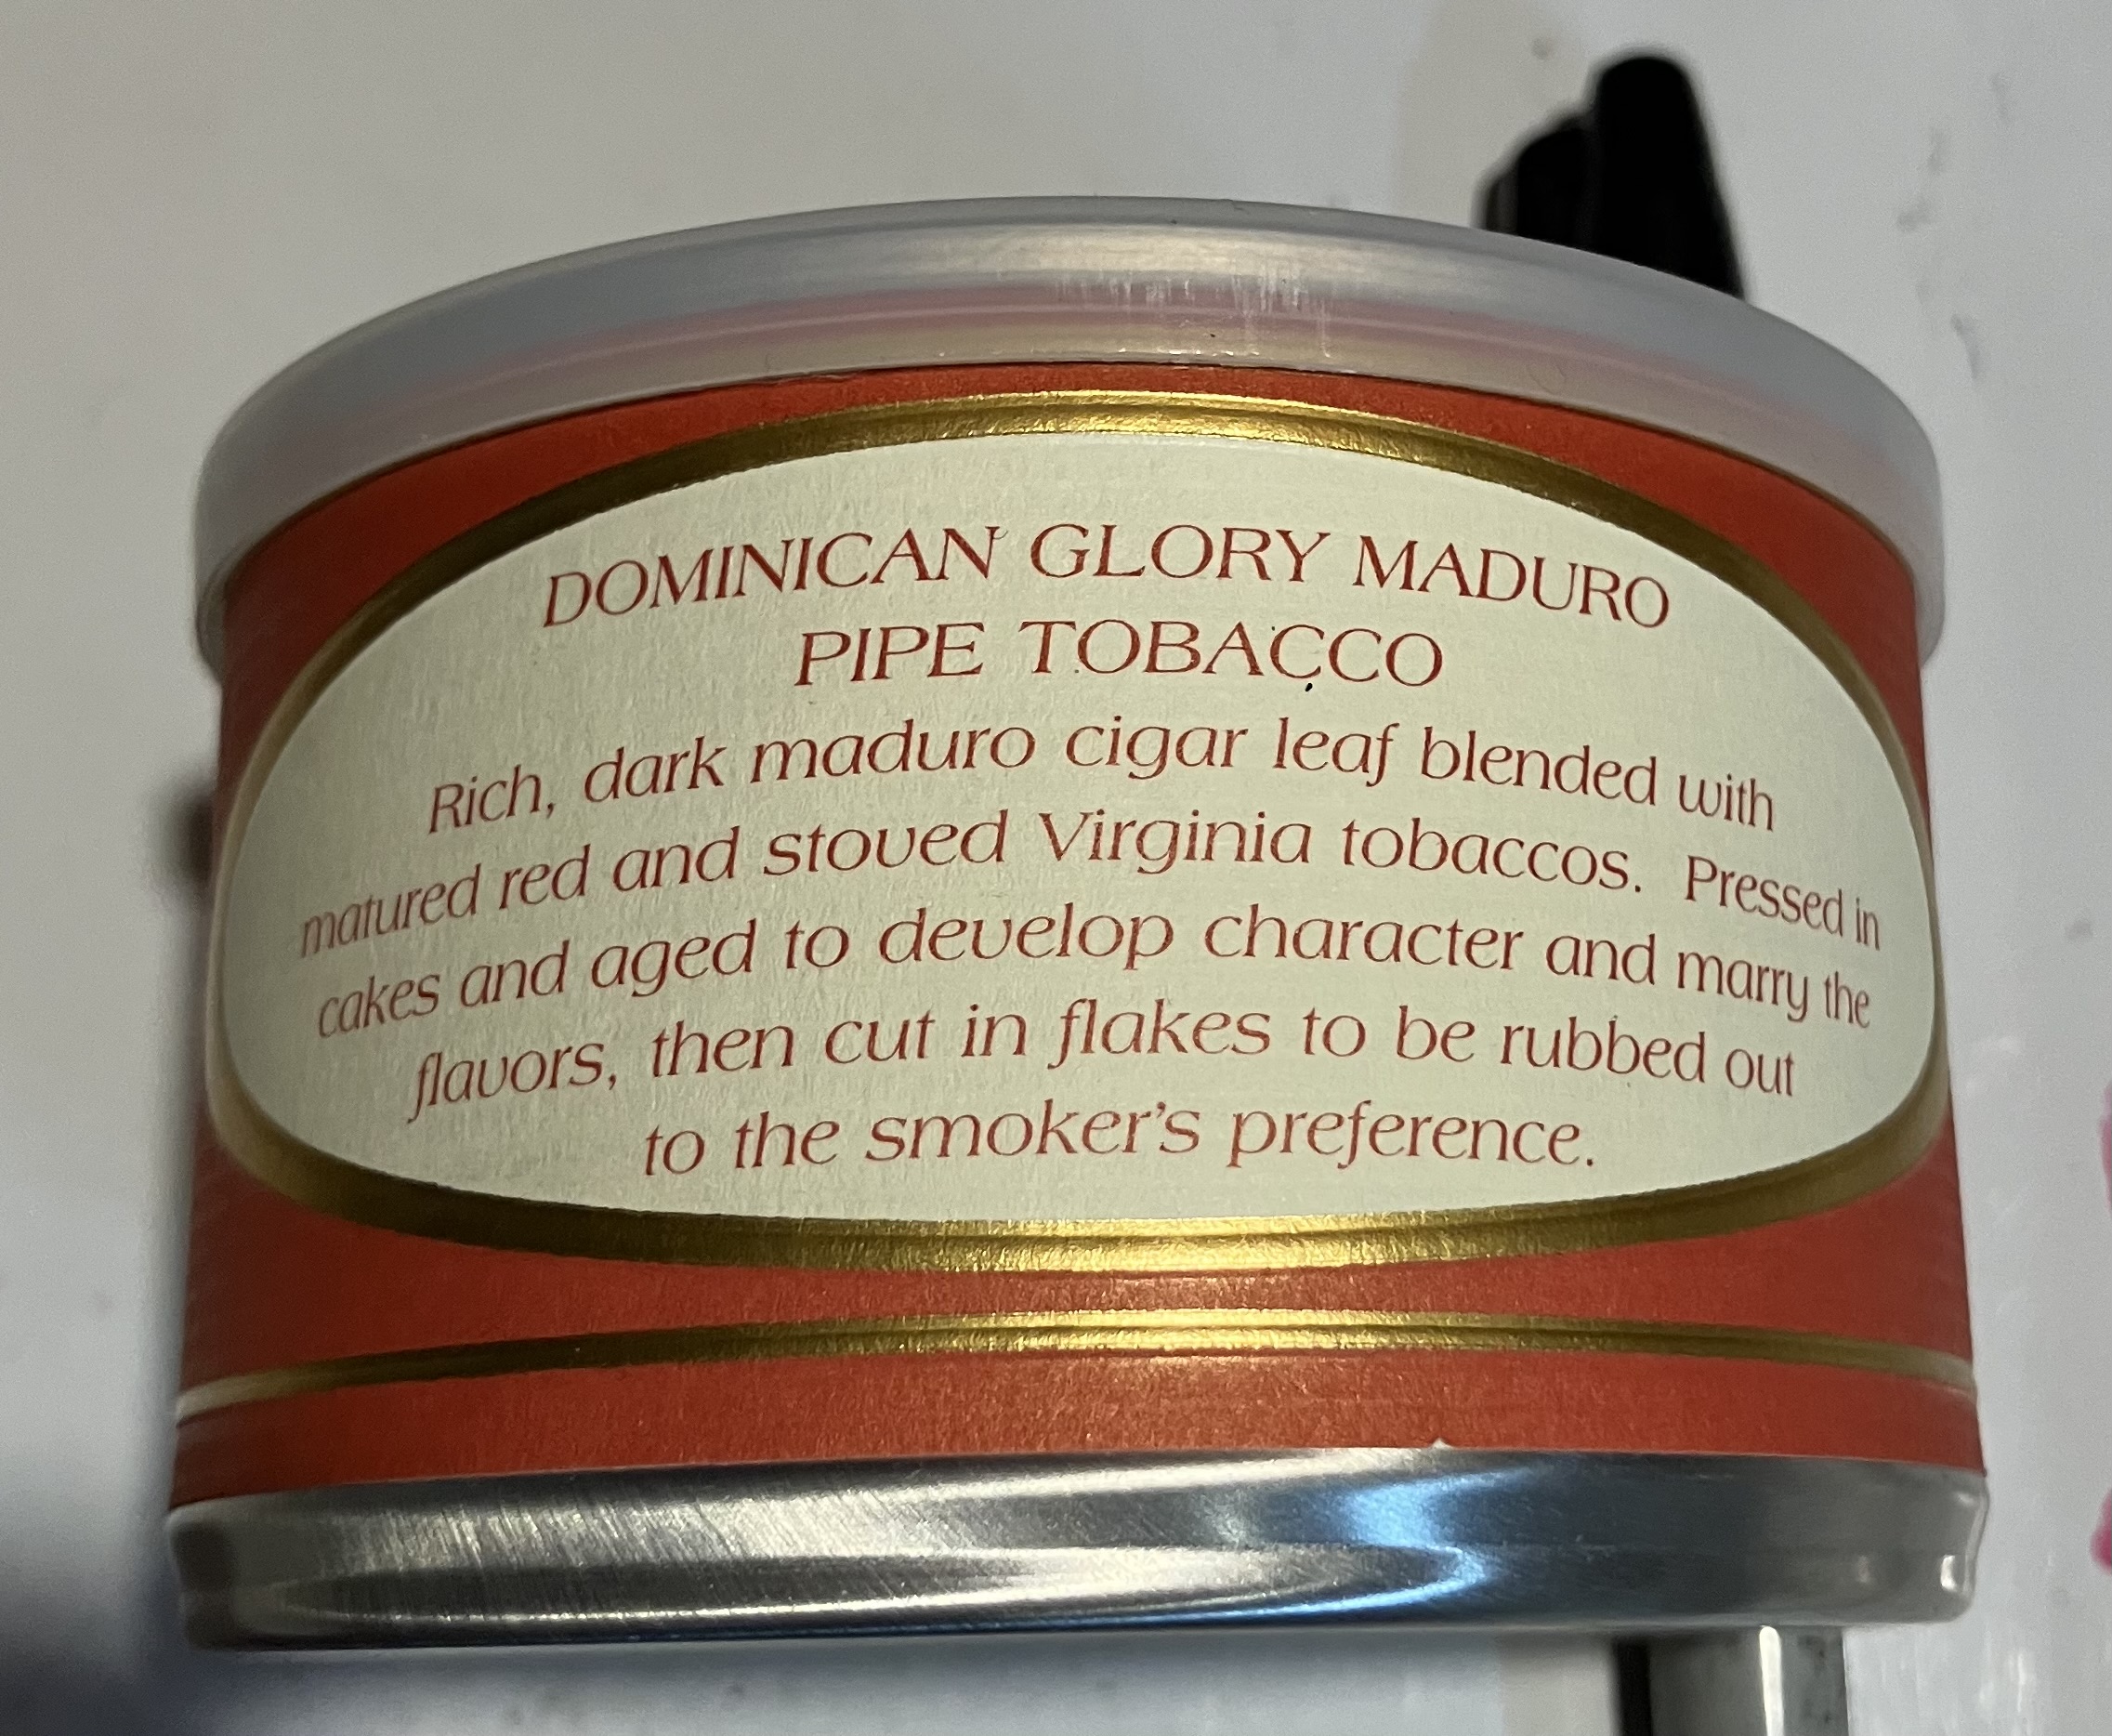 DOMINICAN GLORY MADURO
PIPE TOBACCO
Rich, dark maduro cigar leaf blended with
matured red and stoved Virginia tobaccos. Pressed in
cakes and aged to develop character and marry the
flavors, then cut in flakes to be rubbed out
to the smoker's preference.